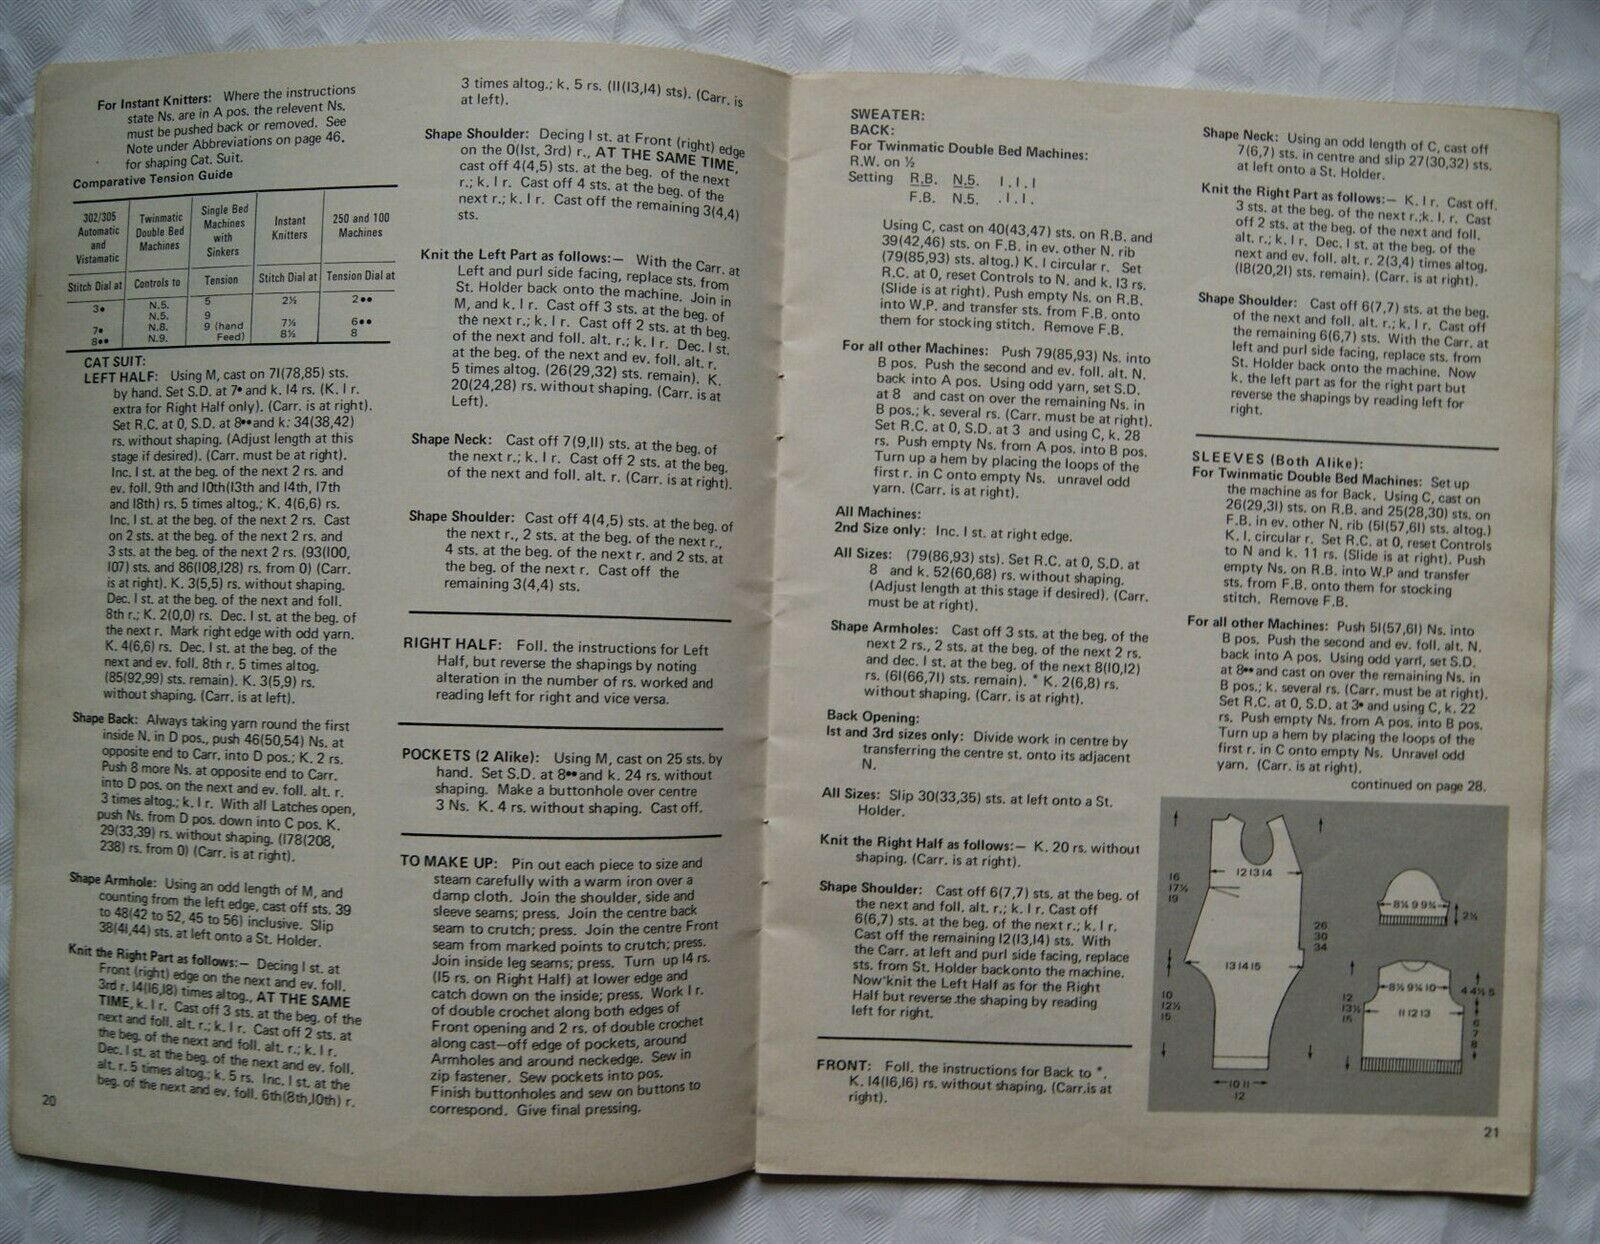 For Instant Knitters: Where the instructions
state Ns. are in A pos. the relevent Ns.
must be pushed back or removed. See
Note under Abbreviations on page 46.
for shaping Cat. Suit.
Comparative Tension Guide
302/305 Automatic and Vistamatic | Twinmatic Double Bed Machines | Single Bed Machines with Sinkers | Instant Knitters | 250 and 100 Machines
Stitch Dial at | Controls to | Tension | Stitch Dial at | Tension Dial at
3• | N.5. | 5 | 2½ | 2••
N.5. | 9
7• | N.8. | 9 (hand | 7½ | 6••
8•• | N.9. | Feed) | 8½ | 8
CAT SUIT:
LEFT HALF: Using M, cast on 71(78,85) sts.
by hand. Set S.D. at 7• and k. 14 rs. (K. 1 r.
extra for Right Half only). (Carr. is at right).
Set R.C. at 0, S.D. at 8•• and k. 34(38,42)
rs. without shaping. (Adjust length at this
stage if desired). (Carr. must be at right).
Inc. 1 st. at the beg. of the next 2 rs. and
ev. foll. 9th and 10th(13th and 14th, 17th
and 18th) rs. 5 times altog.; K. 4(6,6) rs.
Inc. 1 st. at the beg. of the next 2 rs. Cast
on 2 sts. at the beg. of the next 2 rs. and
3 sts. at the beg. of the next 2 rs. (93(100,
107) sts. and 86(108,128) rs. from 0) (Carr.
is at right). K. 3(5,5) rs. without shaping.
Dec. 1 st. at the beg. of the next and foll.
8th r.; K. 2(0,0) rs. Dec. 1 st. at the beg. of
the next r. Mark right edge with odd yarn.
K. 4(6,6) rs. Dec. 1 st. at the beg. of the
next and ev. foll. 8th r. 5 times altog.
(85(92,99) sts. remain). K. 3(5,9) rs.
without shaping. (Carr. is at left).
Shape Back: Always taking yarn round the first
inside N. in D pos., push 46(50,54) Ns. at
opposite end to Carr. into D pos.; K. 2 rs.
Push 8 more Ns. at opposite end to Carr.
into D pos. on the next and ev. foll. alt. r.
3 times altog.; k. 1 r. With all Latches open,
push Ns. from D pos. down into C pos. K.
29(33,39) rs. without shaping. (178(208,
238) rs. from 0) (Carr. is at right).
Shape Armhole: Using an odd length of M, and
counting from the left edge, cast off sts. 39
to 48(42 to 52, 45 to 56) inclusive. Slip
38(41,44) sts. at left onto a St. Holder.
Knit the Right Part as follows:— Decing 1 st. at
Front (right) edge on the next and ev. foll.
3rd r. 14(16,18) times altog., AT THE SAME
TIME, k. 1 r. Cast off 3 sts. at the beg. of the
next and foll. alt. r.; k. 1 r. Cast off 2 sts. at
the beg. of the next and foll. alt. r.; k. 1 r.
Dec. 1 st. at the beg. of the next and ev. foll.
alt. r. 5 times altog.; k. 5 rs. Inc. 1 st. at the
beg. of the next and ev. foll. 6th(8th,10th) r.
20
3 times altog.; k. 5 rs. (11(13,14) sts). (Carr. is
at left).
Shape Shoulder: Decing 1 st. at Front (right) edge
on the 0(1st, 3rd) r., AT THE SAME TIME,
cast off 4(4,5) sts. at the beg. of the next
r.; k. 1 r. Cast off 4 sts. at the beg. of the
next r.; k. 1 r. Cast off the remaining 3(4,4)
sts.
Knit the Left Part as follows:— With the Carr. at
Left and purl side facing, replace sts. from
St. Holder back onto the machine. Join in
M, and k. 1 r. Cast off 3 sts. at the beg. of
the next r.; k. 1 r. Cast off 2 sts. at th beg.
of the next and foll. alt. r.; k. 1 r. Dec. 1 st.
at the beg. of the next and ev. foll. alt. r.
5 times altog. (26(29,32) sts. remain). K.
20(24,28) rs. without shaping. (Carr. is at
Left).
Shape Neck: Cast off 7(9,11) sts. at the beg. of
the next r.; k. 1 r. Cast off 2 sts. at the beg.
of the next and foll. alt. r. (Carr. is at right).
Shape Shoulder: Cast off 4(4,5) sts. at the beg. of
the next r., 2 sts. at the beg. of the next r.,
4 sts. at the beg. of the next r. and 2 sts. at
the beg. of the next r. Cast off the
remaining 3(4,4) sts.
RIGHT HALF: Foll. the instructions for Left
Half, but reverse the shapings by noting
alteration in the number of rs. worked and
reading left for right and vice versa.
POCKETS (2 Alike): Using M, cast on 25 sts. by
hand. Set S.D. at 8•• and k. 24 rs. without
shaping. Make a buttonhole over centre
3 Ns. K. 4 rs. without shaping. Cast off.
TO MAKE UP: Pin out each piece to size and
steam carefully with a warm iron over a
damp cloth. Join the shoulder, side and
sleeve seams; press. Join the centre back
seam to crutch; press. Join the centre Front
seam from marked points to crutch; press.
Join inside leg seams; press. Turn up 14 rs.
(15 rs. on Right Half) at lower edge and
catch down on the inside; press. Work 1 r.
of double crochet along both edges of
Front opening and 2 rs. of double crochet
along cast—off edge of pockets, around
Armholes and around neckedge. Sew in
zip fastener. Sew pockets into pos.
Finish buttonholes and sew on buttons to
correspond. Give final pressing.
SWEATER:
BACK:
For Twinmatic Double Bed Machines:
R.W. on ½
Setting R.B. N.5. I . I . I
F.B. N.5. . I . I .
Using C, cast on 40(43,47) sts. on R.B. and
39(42,46) sts. on F.B. in ev. other N. rib
(79(85,93) sts. altog.) K. 1 circular r. Set
R.C. at 0, reset Controls to N. and k. 13 rs.
(Slide is at right). Push empty Ns. on R.B.
into W.P. and transfer sts. from F.B. onto
them for stocking stitch. Remove F.B.
For all other Machines: Push 79(85,93) Ns. into
B pos. Push the second and ev. foll. alt. N.
back into A pos. Using odd yarn, set S.D.
at 8 and cast on over the remaining Ns. in
B pos.; k. several rs. (Carr. must be at right).
Set R.C. at 0, S.D. at 3 and using C, k. 28
rs. Push empty Ns. from A pos. into B pos.
Turn up a hem by placing the loops of the
first r. in C onto empty Ns. unravel odd
yarn. (Carr. is at right).
All Machines:
2nd Size only: Inc. 1 st. at right edge.
All Sizes: (79(86,93) sts). Set R.C. at 0, S.D. at
8 and k. 52(60,68) rs. without shaping.
(Adjust length at this stage if desired). (Carr.
must be at right).
Shape Armholes: Cast off 3 sts. at the beg. of the
next 2 rs., 2 sts. at the beg. of the next 2 rs.
and dec. 1 st. at the beg. of the next 8(10,12)
rs. (61(66,71) sts. remain). * K. 2(6,8) rs.
without shaping. (Carr. is at right).
Back Opening:
1st and 3rd sizes only: Divide work in centre by
transferring the centre st. onto its adjacent
N.
All Sizes: Slip 30(33,35) sts. at left onto a St.
Holder.
Knit the Right Half as follows:— K. 20 rs. without
shaping. (Carr. is at right).
Shape Shoulder: Cast off 6(7,7) sts. at the beg. of
the next and foll. alt. r.; k. 1 r. Cast off
6(6,7) sts. at the beg. of the next r.; k. 1 r.
Cast off the remaining 12(13,14) sts. With
the Carr. at left and purl side facing, replace
sts. from St. Holder backonto the machine.
Now knit the Left Half as for the Right
Half but reverse the shaping by reading
left for right.
FRONT: Foll. the instructions for Back to *.
K. 14(16,16) rs. without shaping. (Carr.is at
right).
Shape Neck: Using an odd length of C, cast off
7(6,7) sts. in centre and slip 27(30,32) sts.
at left onto a St. Holder.
Knit the Right Part as follows:— K. 1 r. Cast off
3 sts. at the beg. of the next r.;k. 1. r. Cast
off 2 sts. at the beg. of the next and foll.
alt. r.; k. 1 r. Dec. 1 st. at the beg. of the
next and ev. foll. alt. r. 2(3,4) times altog.
(18(20,21) sts. remain). (Carr. is at right).
Shape Shoulder: Cast off 6(7,7) sts. at the beg.
of the next and foll. alt. r.; k. 1 r. Cast off
the remaining 6(6,7) sts. With the Carr. at
left and purl side facing, replace sts. from
St. Holder back onto the machine. Now
k. the left part as for the right part but
reverse the shapings by reading left for
right.
SLEEVES (Both Alike):
For Twinmatic Double Bed Machines: Set up
the machine as for Back. Using C, cast on
26(29,31) sts. on R.B. and 25(28,30) sts. on
F.B. in ev. other N. rib (51(57,61) sts. altog.)
K. 1. circular r. Set R.C. at 0, reset Controls
to N and k. 11 rs. (Slide is at right). Push
empty Ns. on R.B. into W.P and transfer
sts. from F.B. onto them for stocking
stitch. Remove F.B.
For all other Machines: Push 51(57,61) Ns. into
B pos. Push the second and ev. foll. alt. N.
back into A pos. Using odd yarn, set S.D.
at 8•• and cast on over the remaining Ns. in
B pos.; k. several rs. (Carr. must be at right).
Set R.C. at 0, S.D. at 3• and using C, k. 22
rs. Push empty Ns. from A pos. into B pos.
Turn up a hem by placing the loops of the
first r. in C onto empty Ns. Unravel odd
yarn. (Carr. is at right).
continued on page 28.
16
17½
19
12 13 14
26
30
34
13 14 15
10
12½
15
10 11
12
8¼ 9 9¾
2½
8¾ 9¼ 10
4 4½ 5
12
13½
15
11 12 13
6
7
8
21